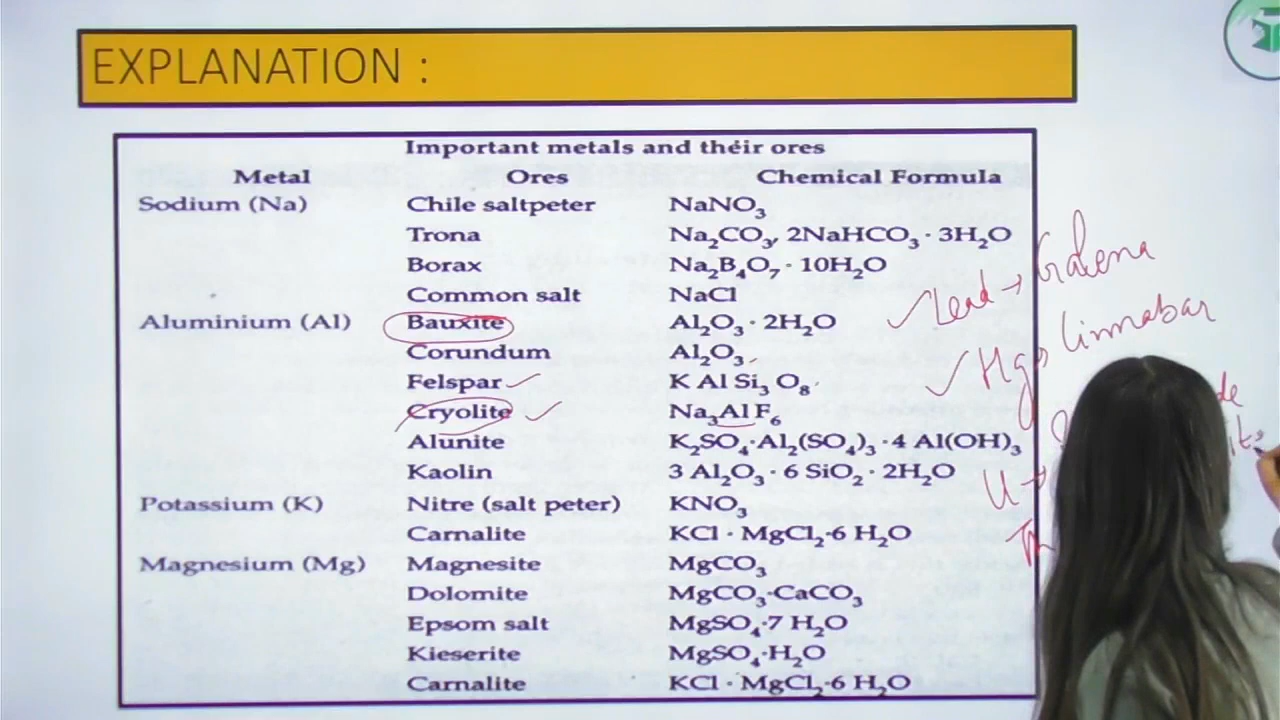 EXPLANATION :
Important metals and théir ores
Metal Ores Chemical Formula
Sodium (Na) Chile saltpeter NaNO₃
Trona Na₂CO₃, 2NaHCO₃ · 3H₂O
Borax Na₂B₄O₇ · 10H₂O
Common salt NaCl
Aluminium (Al) Bauxite Al₂O₃ · 2H₂O
Corundum Al₂O₃
Felspar K Al Si₃ O₈
Cryolite Na₃AlF₆
Alunite K₂SO₄·Al₂(SO₄)₃·4 Al(OH)₃
Kaolin 3 Al₂O₃ · 6 SiO₂ · 2H₂O
Potassium (K) Nitre (salt peter) KNO₃
Carnalite KCl · MgCl₂·6 H₂O
Magnesium (Mg) Magnesite MgCO₃
Dolomite MgCO₃·CaCO₃
Epsom salt MgSO₄·7 H₂O
Kieserite MgSO₄·H₂O
Carnalite KCl · MgCl₂·6 H₂O
Lead → Galena
Hg → Cinnabar
U →
Th